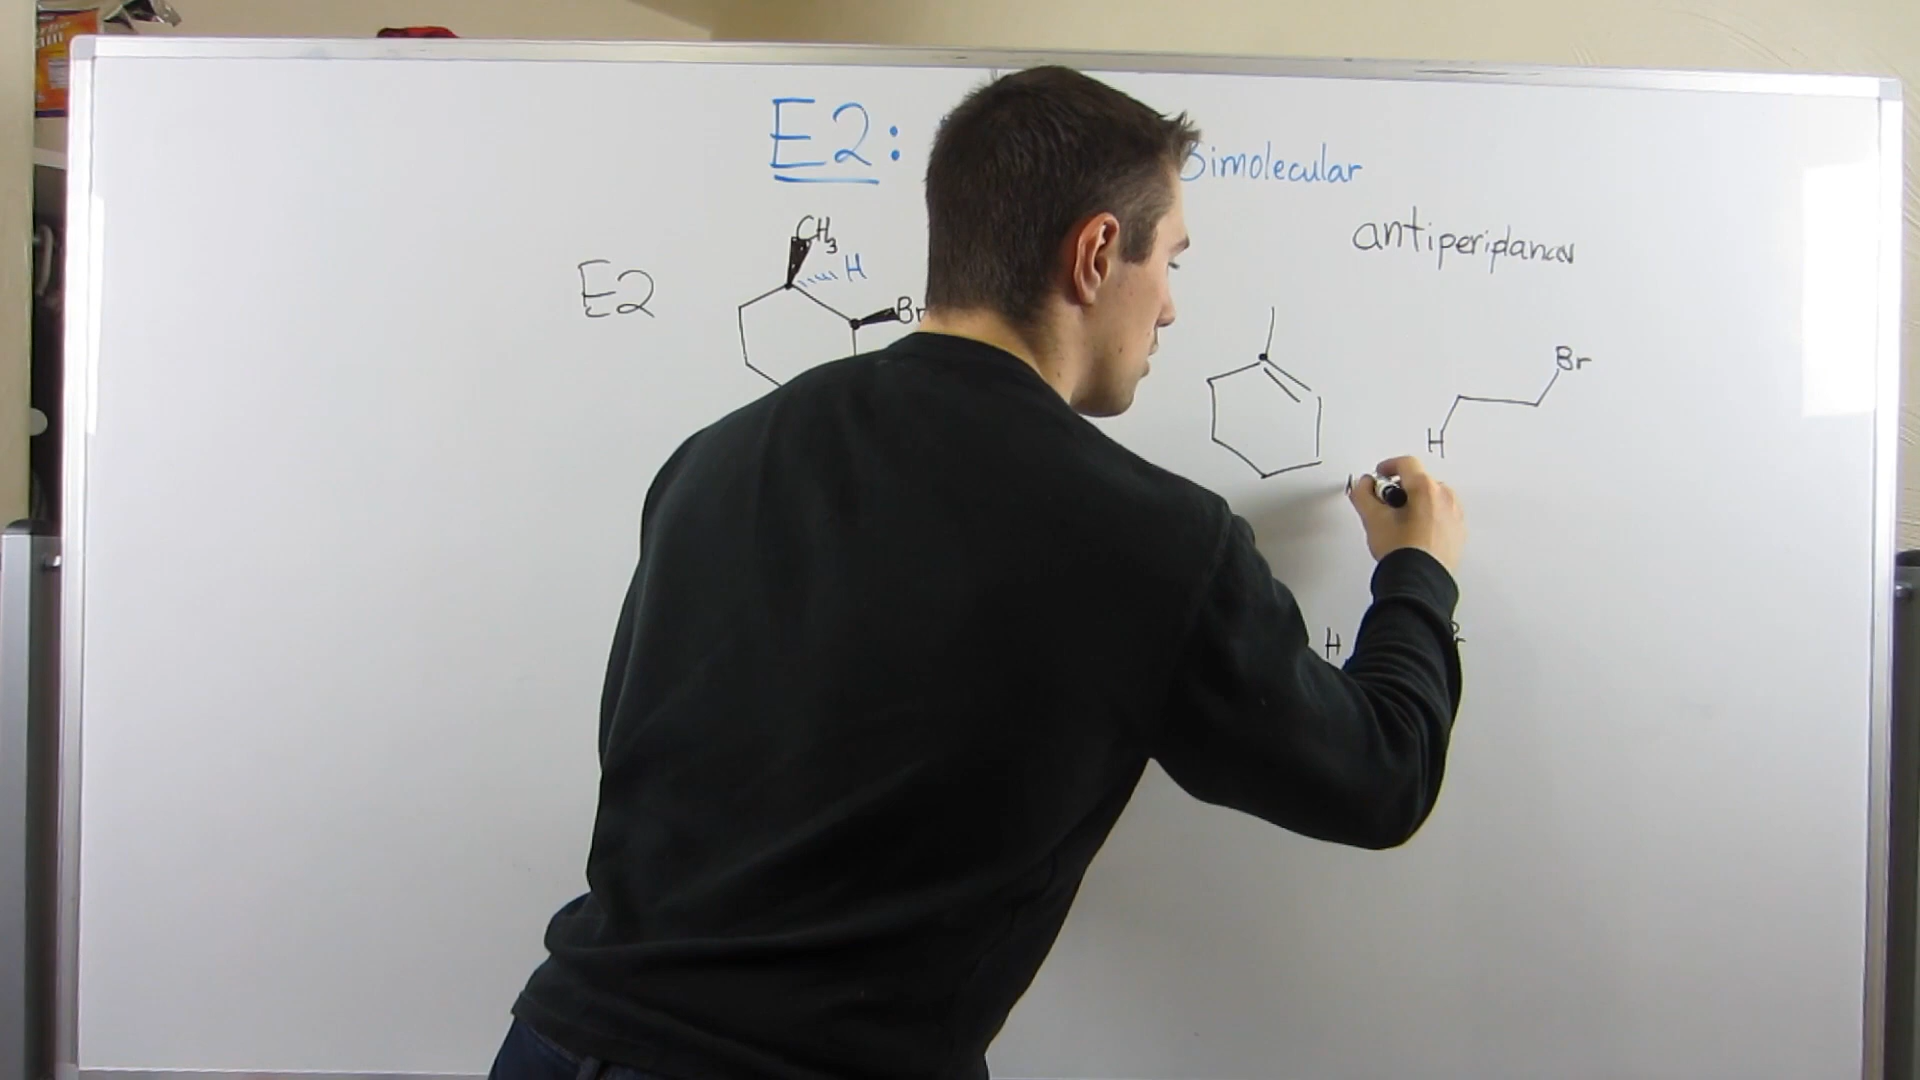 E2: Bimolecular
antiperiplanar
E2
CH3
H
Br
Br
H
H